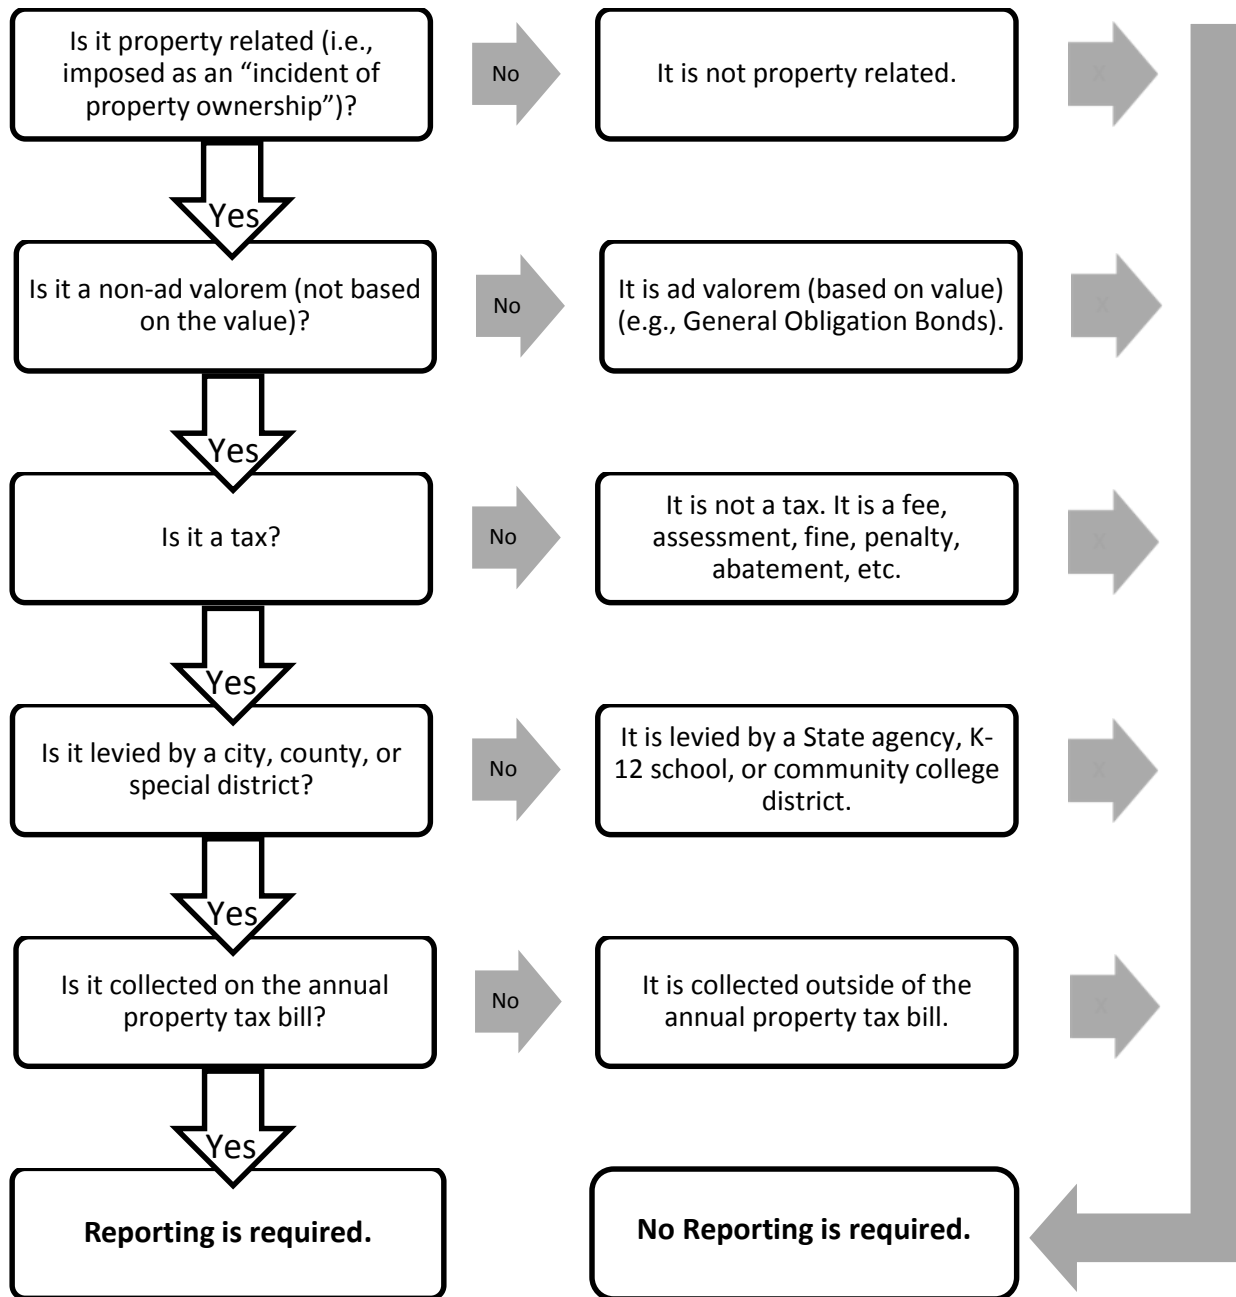 Is it property related (i.e.,
imposed as an “incident of
property ownership”)?
No
It is not property related.
X
Yes
Is it a non-ad valorem (not based
on the value)?
No
It is ad valorem (based on value)
(e.g., General Obligation Bonds).
X
Yes
Is it a tax?
No
It is not a tax. It is a fee,
assessment, fine, penalty,
abatement, etc.
X
Yes
Is it levied by a city, county, or
special district?
No
It is levied by a State agency, K-
12 school, or community college
district.
X
Yes
Is it collected on the annual
property tax bill?
No
It is collected outside of the
annual property tax bill.
X
Yes
Reporting is required.
No Reporting is required.